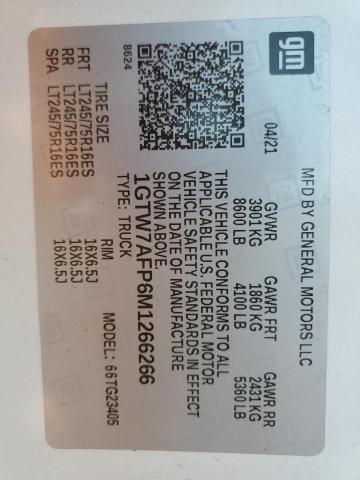 gm
MFD BY GENERAL MOTORS LLC
04/21
GVWR GAWR FRT GAWR RR
3901 KG 1860 KG 2431 KG
8600 LB 4100 LB 5360 LB
THIS VEHICLE CONFORMS TO ALL
APPLICABLE U.S. FEDERAL MOTOR
VEHICLE SAFETY STANDARDS IN EFFECT
ON THE DATE OF MANUFACTURE
SHOWN ABOVE.
1GTW7AFP6M1266266
TYPE: TRUCK
8624
MODEL: 66TG23405
TIRE SIZE RIM
FRT LT245/75R16ES 16X6.5J
RR LT245/75R16ES 16X6.5J
SPA LT245/75R16ES 16X6.5J